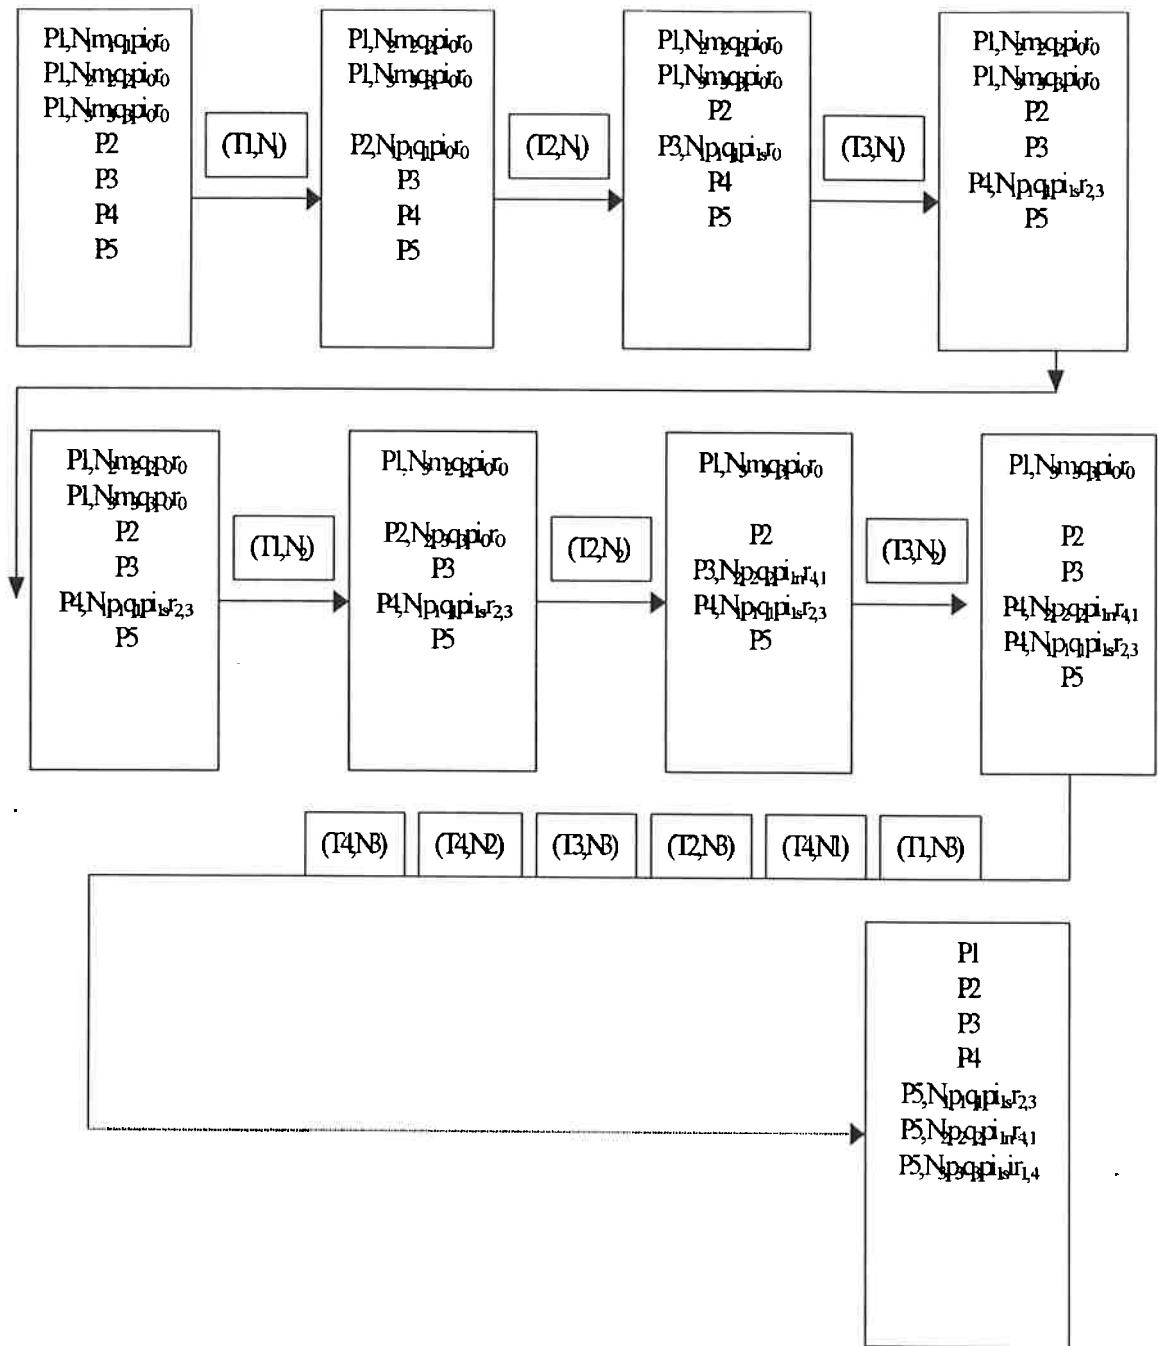 P1,N₁m₁q₁pi₀r₀
P1,N₂m₂q₂pi₀r₀
P1,N₃m₃q₃pi₀r₀
P2
P3
P4
P5
(T1,N₁)
P1,N₂m₂q₂pi₀r₀
P1,N₃m₃q₃pi₀r₀
P2,N₁p₁q₁pi₀r₀
P3
P4
P5
(T2,N₁)
P1,N₂m₂q₂pi₀r₀
P1,N₃m₃q₃pi₀r₀
P2
P3,N₁p₁q₁pi₁ₛr₀
P4
P5
(T3,N₁)
P1,N₂m₂q₂pi₀r₀
P1,N₃m₃q₃pi₀r₀
P2
P3
P4,N₁p₁q₁pi₁ₛr₂,₃
P5
P1,N₂m₂q₂p₀r₀
P1,N₃m₃q₃p₀r₀
P2
P3
P4,N₁p₁q₁pi₁ₛr₂,₃
P5
(T1,N₂)
P1,N₃m₂q₂pi₀r₀
P2,N₂p₃q₃pi₀r₀
P3
P4,N₁p₁q₁pi₁ₛr₂,₃
P5
(T2,N₂)
P1,N₃m₃q₃pi₀r₀
P2
P3,N₂p₂q₂pi₁ₙr₄,₁
P4,N₁p₁q₁pi₁ₛr₂,₃
P5
(T3,N₂)
P1,N₃m₃q₃pi₀r₀
P2
P3
P4,N₂p₂q₂pi₁ₙr₄,₁
P4,N₁p₁q₁pi₁ₛr₂,₃
P5
(T4,N3)
(T4,N2)
(T3,N3)
(T2,N3)
(T4,N1)
(T1,N3)
P1
P2
P3
P4
P5,N₁p₁q₁pi₁ₛr₂,₃
P5,N₂p₂q₂pi₁ₙr₄,₁
P5,N₃p₃q₃pi₁ₛir₁,₄